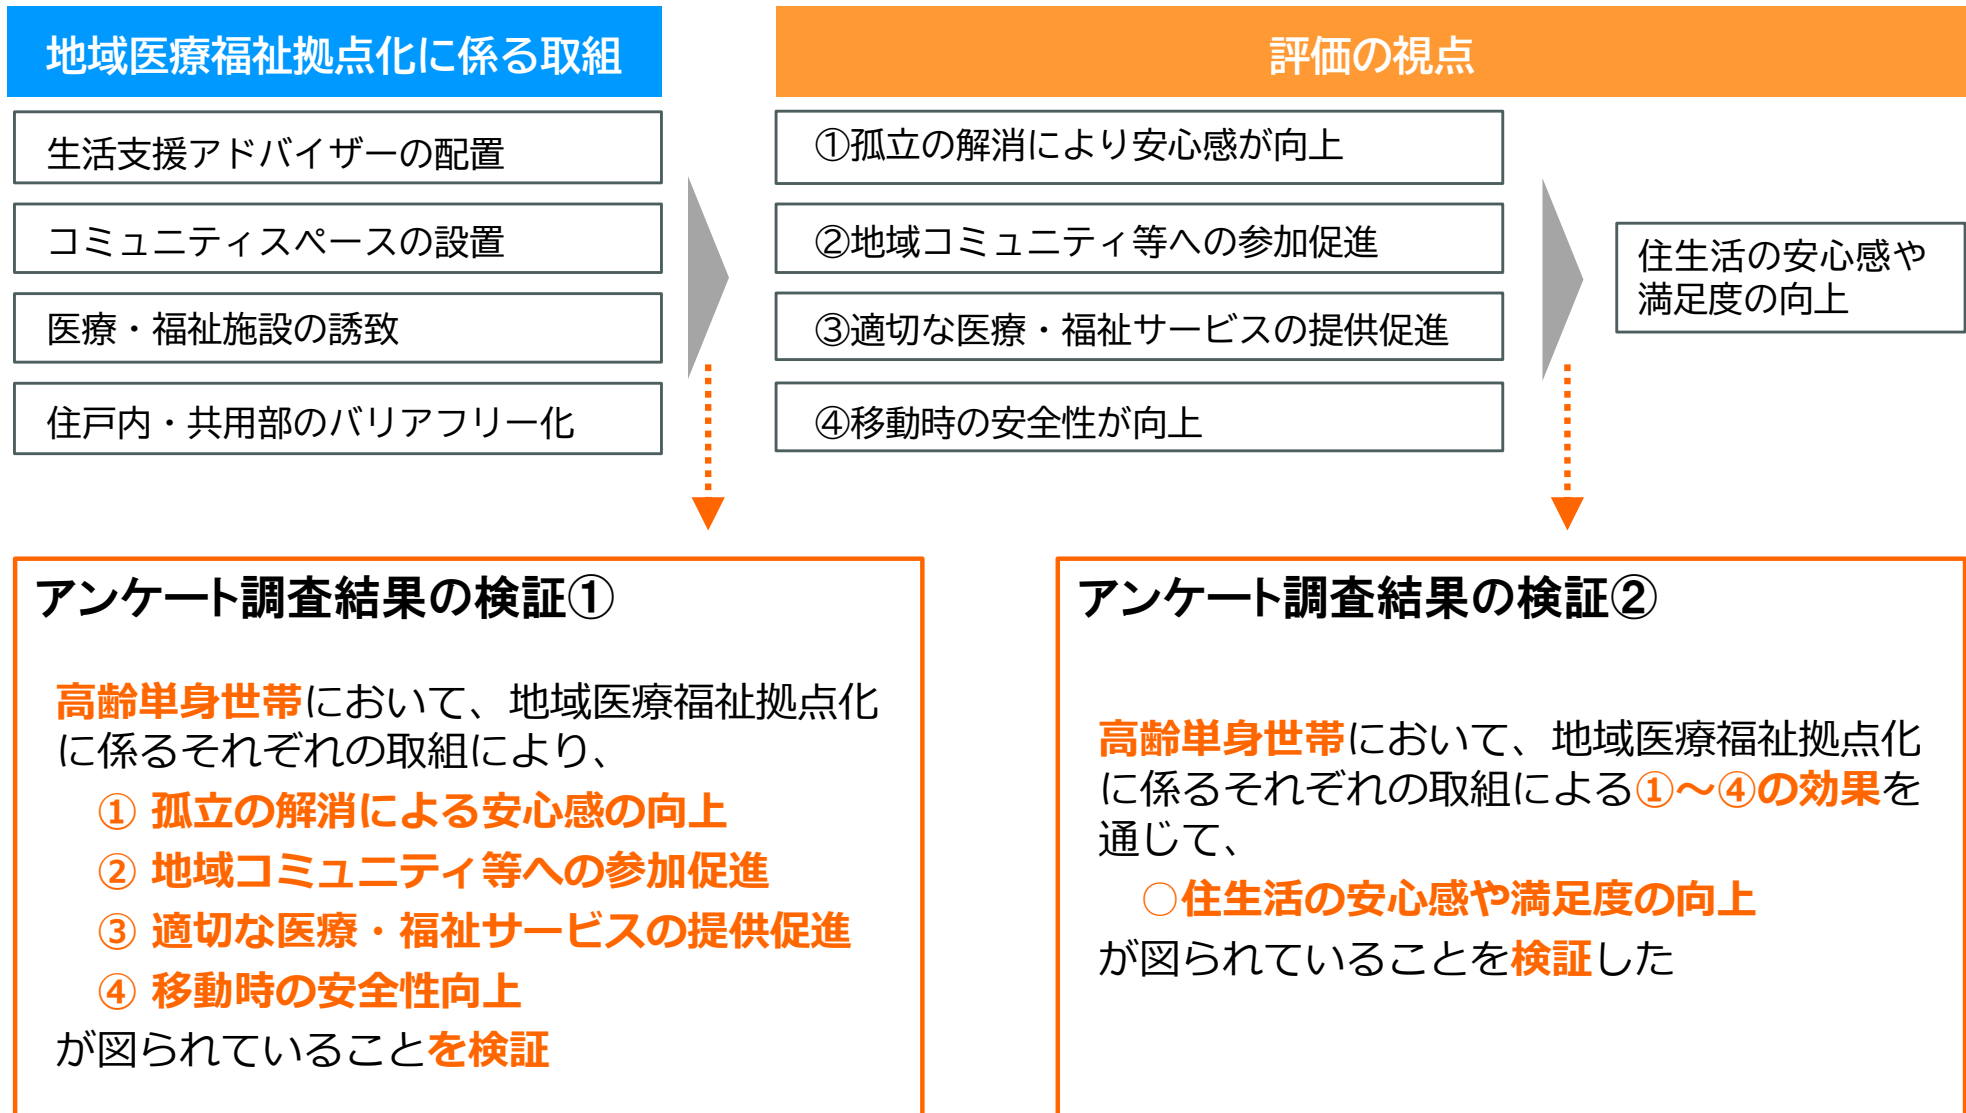 地域医療福祉拠点化に係る取組
評価の視点
生活支援アドバイザーの配置
コミュニティスペースの設置
医療・福祉施設の誘致
住戸内・共用部のバリアフリー化
①孤立の解消により安心感が向上
②地域コミュニティ等への参加促進
③適切な医療・福祉サービスの提供促進
④移動時の安全性が向上
住生活の安心感や
満足度の向上
アンケート調査結果の検証①
高齢単身世帯において、地域医療福祉拠点化
に係るそれぞれの取組により、
① 孤立の解消による安心感の向上
② 地域コミュニティ等への参加促進
③ 適切な医療・福祉サービスの提供促進
④ 移動時の安全性向上
が図られていることを検証
アンケート調査結果の検証②
高齢単身世帯において、地域医療福祉拠点化
に係るそれぞれの取組による①～④の効果を
通じて、
○住生活の安心感や満足度の向上
が図られていることを検証した